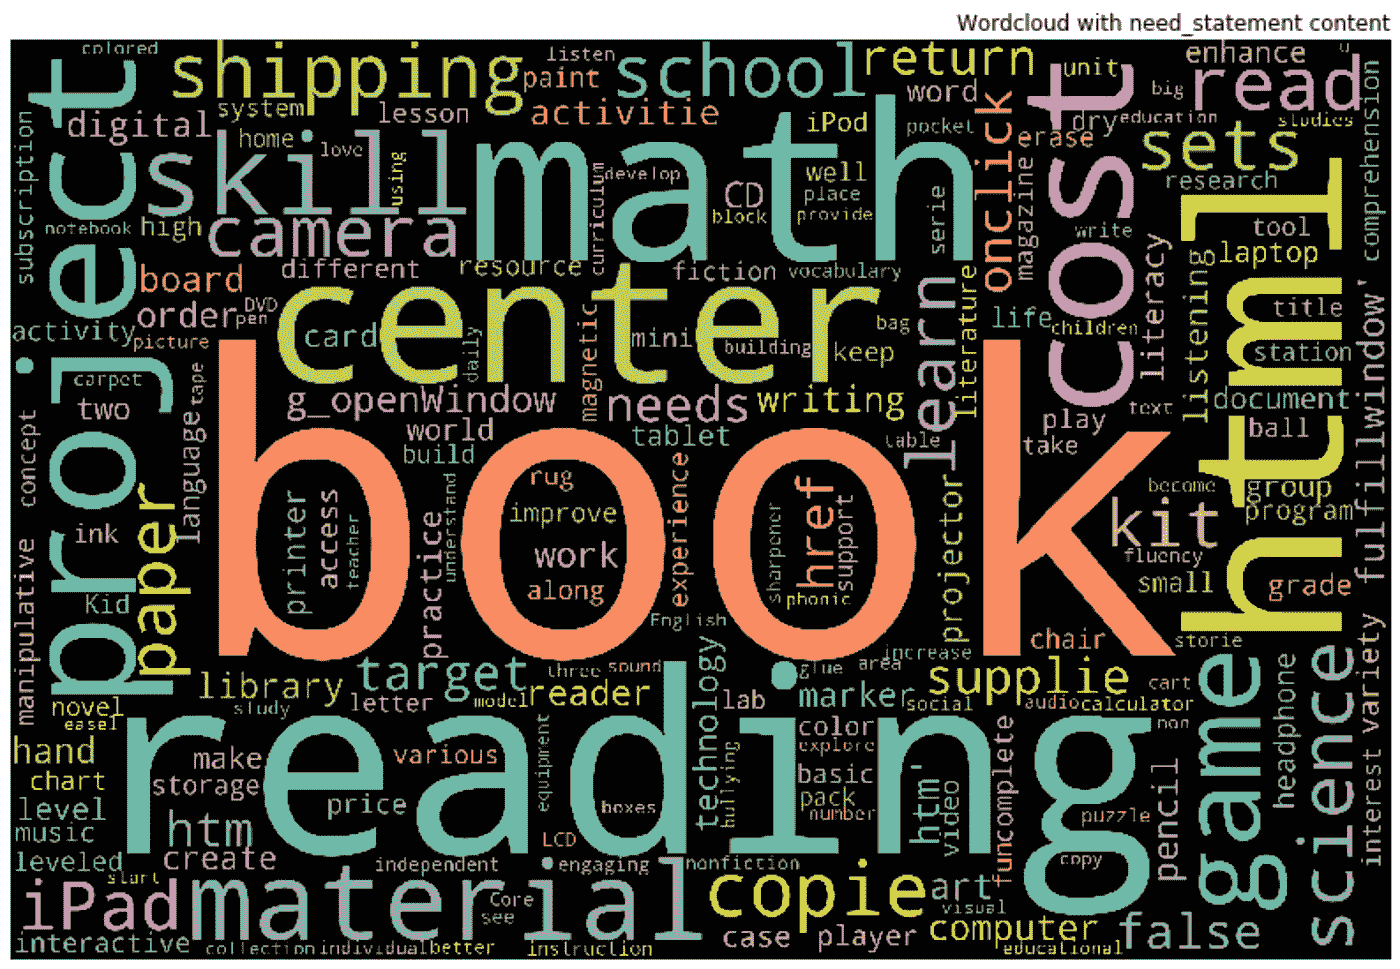 Wordcloud with need_statement content
colored
shipping
listen
paint
school
return
unit
enhance
u
read
big
system
lesson
activitie
word
digital
home
love
using
skill
math
iPod
pocket
onclick
cost
dry
education
studies
erase
sets
research
comprehension
subscription
project
notebook
high
camera
develop
curriculum
CD
block
well
place
provide
serie
magazine
write
tool
laptop
html
different
resource
fiction
vocabulary
board
order
DVD
pen
center
card
daily
magnetic
mini
building
bag
keep
learn
literature
life
children
literacy
listening
title
station
activity
picture
carpet
two
tape
language
g_openWindow
needs
writing
world
build
tablet
table
play
take
text
document
ball
fulfillwindow'
concept
paper
ink
Kid
book
printer
access
teacher
practice
understand
rug
improve
work
along
experience
English
sharpener
phonic
href
support
projector
become
kit
fluency
small
group
program
grade
manipulative
chair
storie
increase
library
study
target
letter
three
sound
model
reader
technology
lab
glue
area
marker
social
supplie
audio
calculator
cart
non
game
headphone
science
interest
variety
novel
easel
hand
chart
level
music
leveled
make
storage
price
htm
create
reading
various
equipment
boxes
LCD
bullying
color
explore
basic
pack
number
htm'
video
funcomplete
puzzle
copy
pencil
independent
engaging
nonfiction
start
iPad
material
Core
see
copie
art
visual
computer
false
interactive
collection
individual
better
instruction
case
player
educational